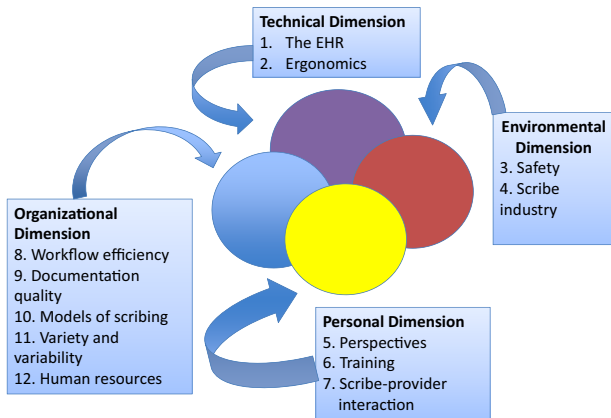 Technical Dimension
1. The EHR
2. Ergonomics
Environmental
Dimension
3. Safety
4. Scribe
industry
Organizational
Dimension
8. Workflow efficiency
9. Documentation
quality
10. Models of scribing
11. Variety and
variability
12. Human resources
Personal Dimension
5. Perspectives
6. Training
7. Scribe-provider
interaction